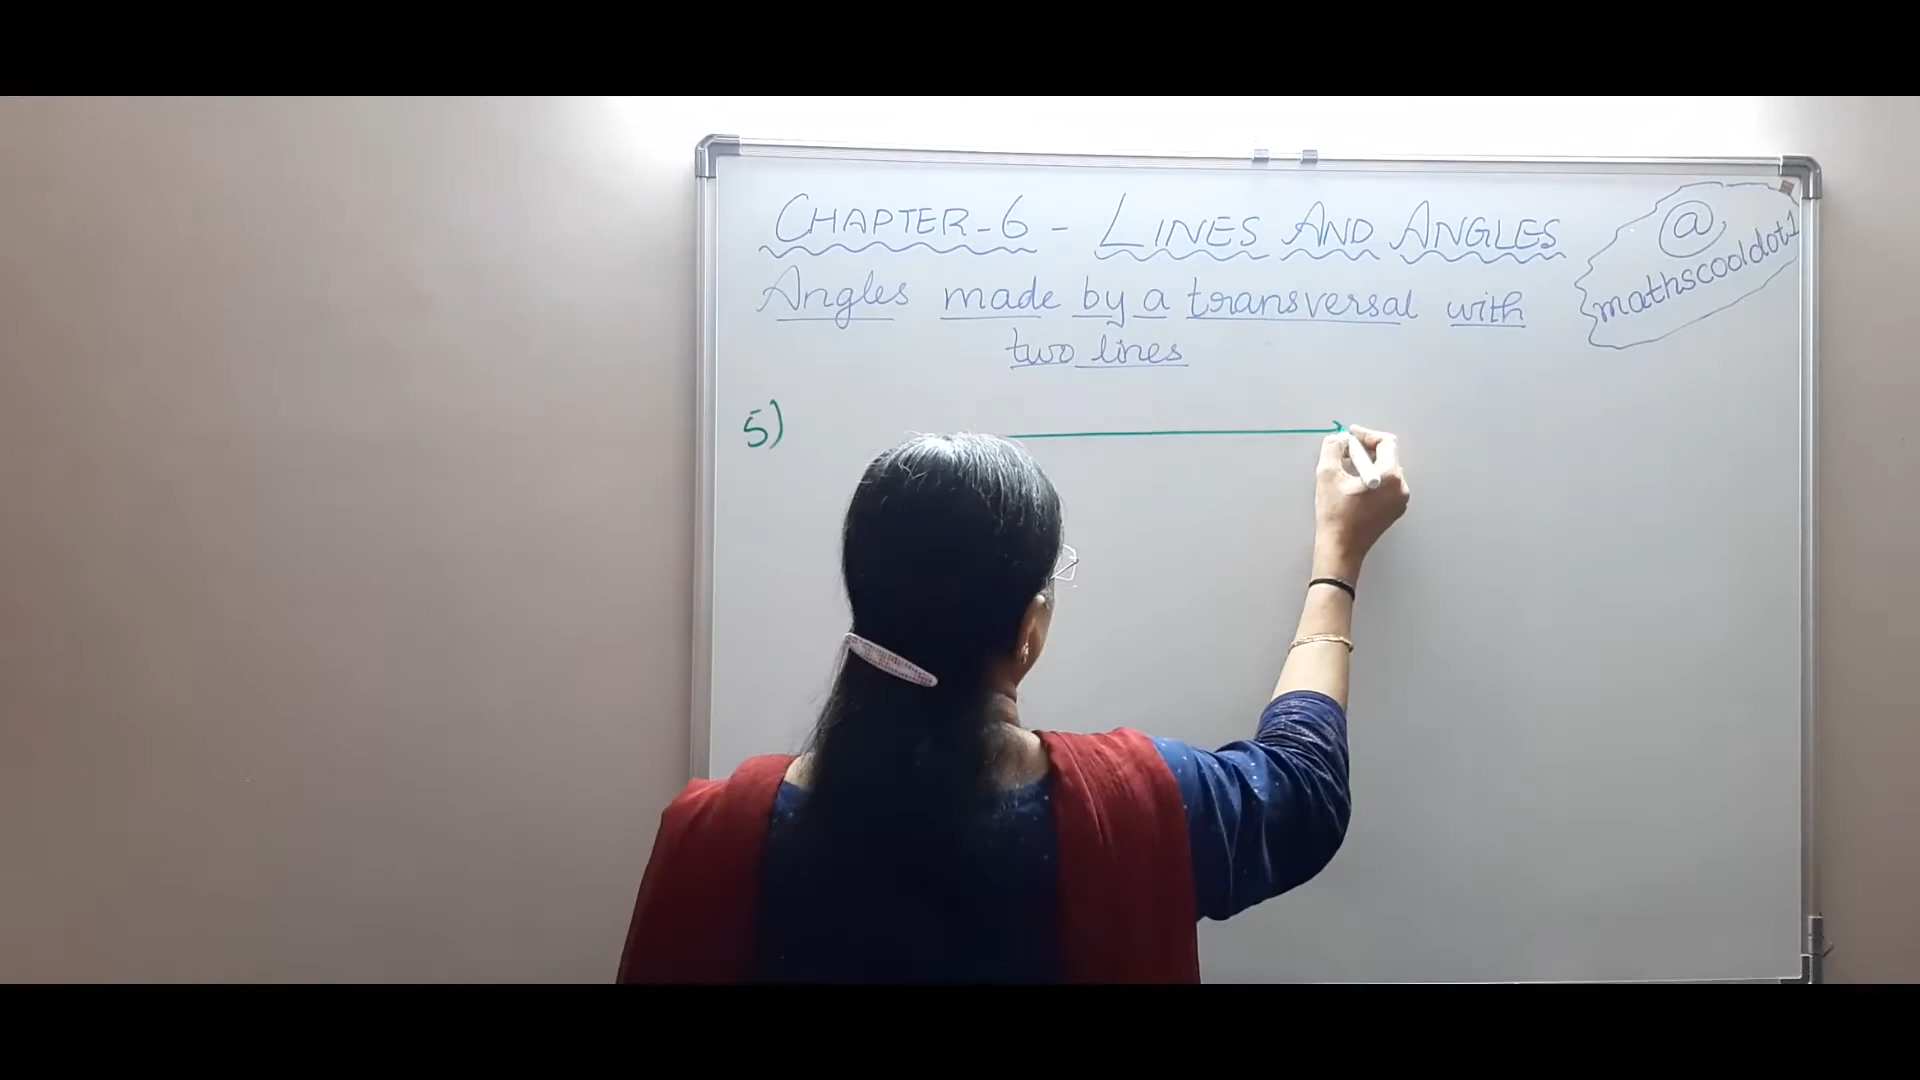 CHAPTER-6 - LINES AND ANGLES
@
mathscooldot1
Angles made by a transversal with
two lines
5)